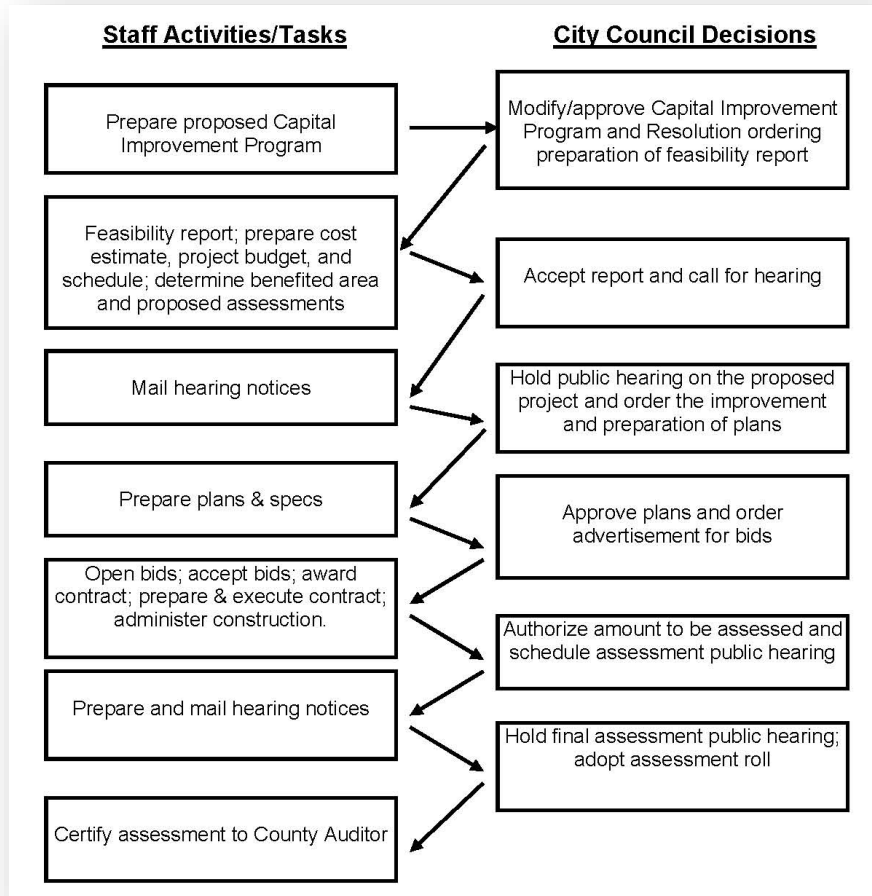 Staff Activities/Tasks
City Council Decisions
Prepare proposed Capital
Improvement Program
Modify/approve Capital Improvement
Program and Resolution ordering
preparation of feasibility report
Feasibility report; prepare cost
estimate, project budget, and
schedule; determine benefited area
and proposed assessments
Accept report and call for hearing
Mail hearing notices
Hold public hearing on the proposed
project and order the improvement
and preparation of plans
Prepare plans & specs
Approve plans and order
advertisement for bids
Open bids; accept bids; award
contract; prepare & execute contract;
administer construction.
Authorize amount to be assessed and
schedule assessment public hearing
Prepare and mail hearing notices
Hold final assessment public hearing;
adopt assessment roll
Certify assessment to County Auditor